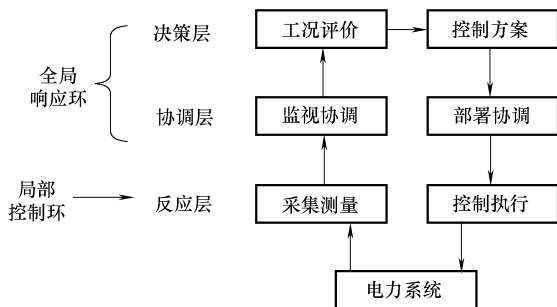 决策层
工况评价
控制方案
全局
响应环
协调层
监视协调
部署协调
局部
控制环
反应层
采集测量
控制执行
电力系统